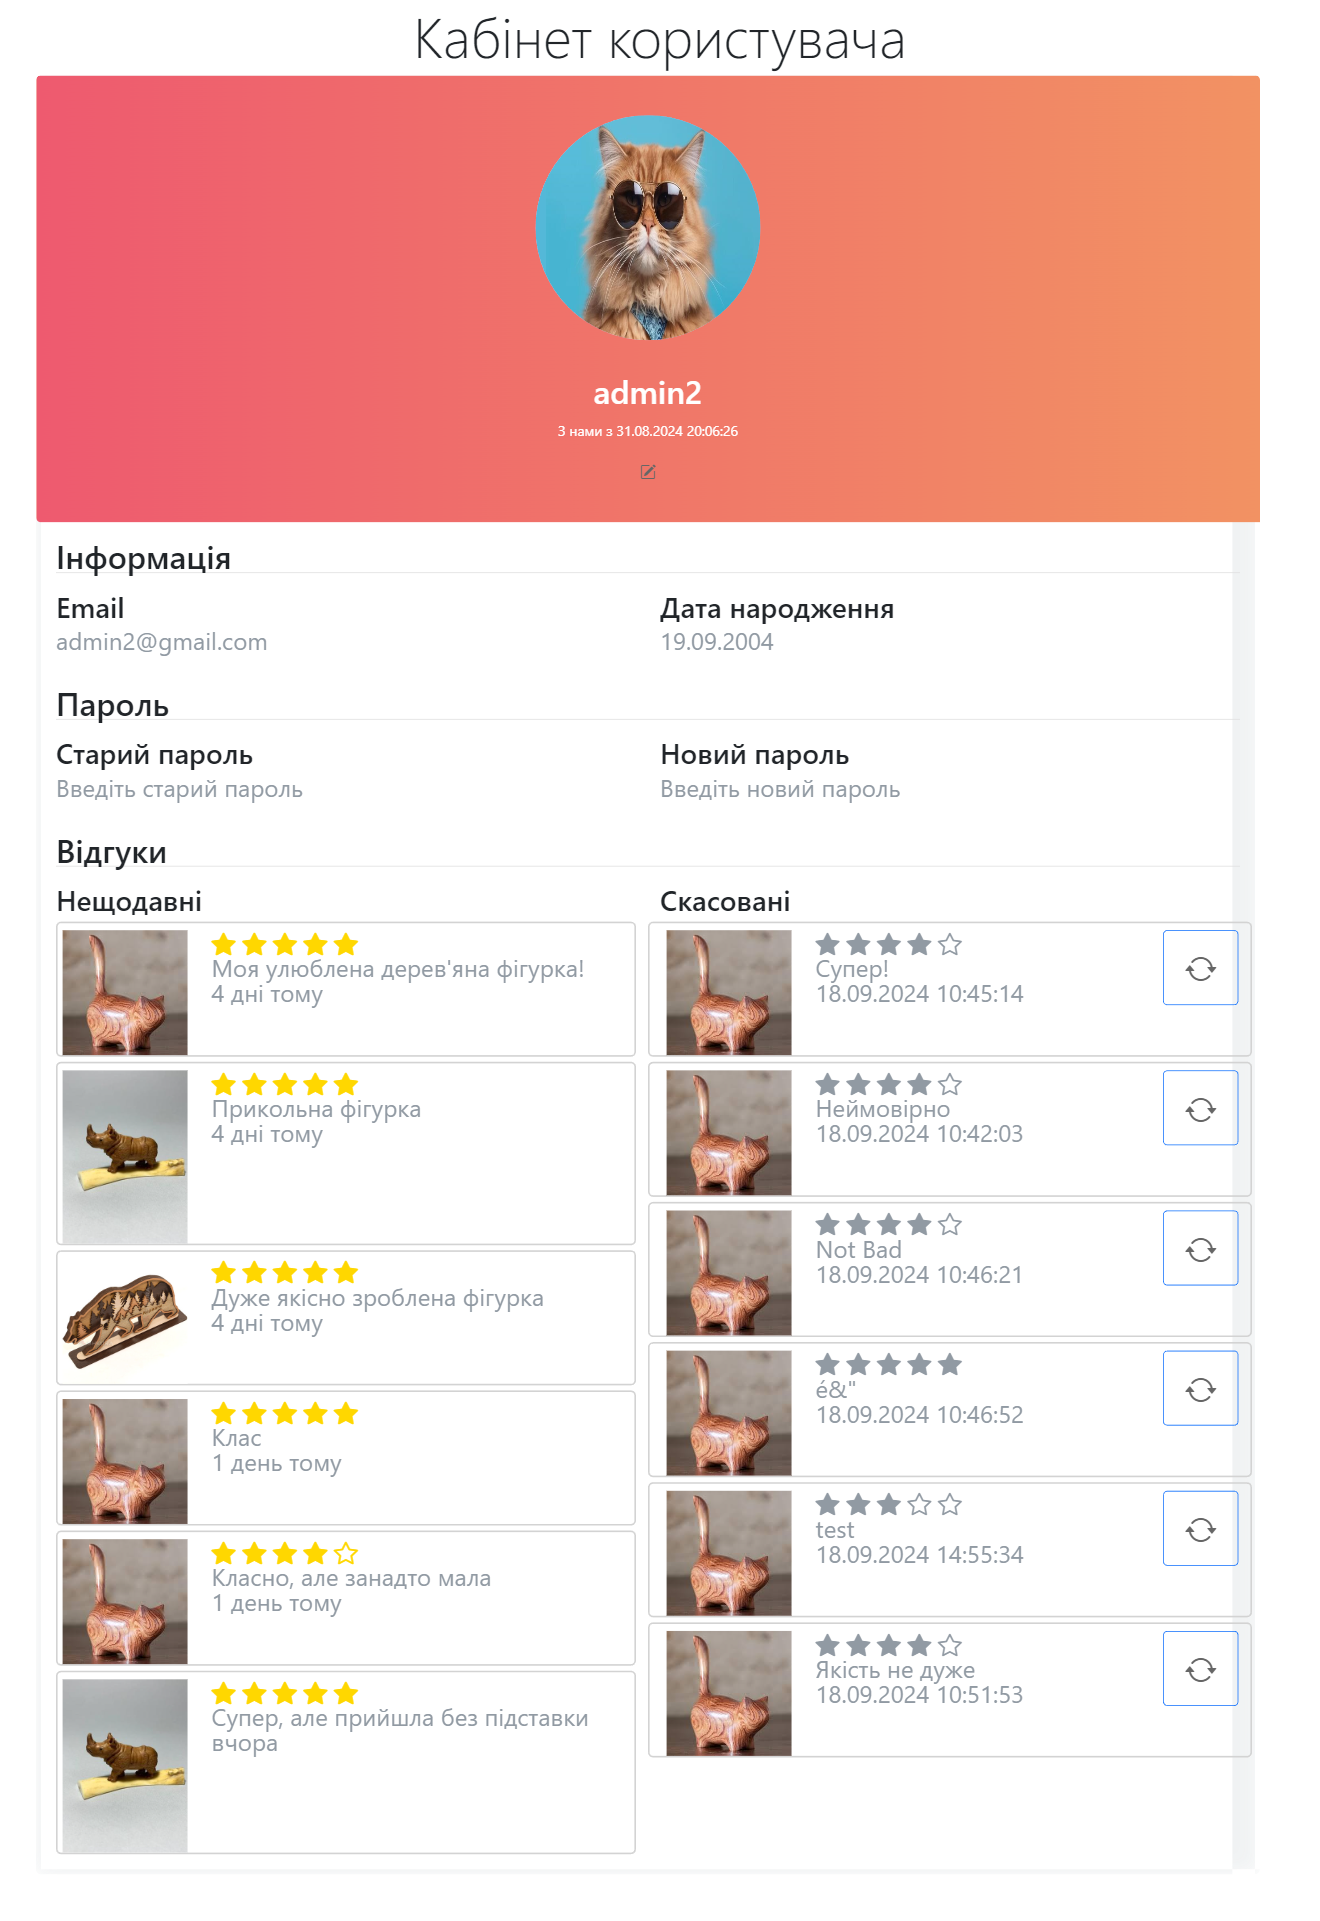 Кабінет користувача
admin2
З нами з 31.08.2024 20:06:26
Інформація
Email
admin2@gmail.com
Дата народження
19.09.2004
Пароль
Старий пароль
Введіть старий пароль
Новий пароль
Введіть новий пароль
Відгуки
Нещодавні
Моя улюблена дерев'яна фігурка!
4 дні тому
Прикольна фігурка
4 дні тому
Дуже якісно зроблена фігурка
4 дні тому
Клас
1 день тому
Класно, але занадто мала
1 день тому
Супер, але прийшла без підставки
вчора
Скасовані
Супер!
18.09.2024 10:45:14
Неймовірно
18.09.2024 10:42:03
Not Bad
18.09.2024 10:46:21
é&"
18.09.2024 10:46:52
test
18.09.2024 14:55:34
Якість не дуже
18.09.2024 10:51:53